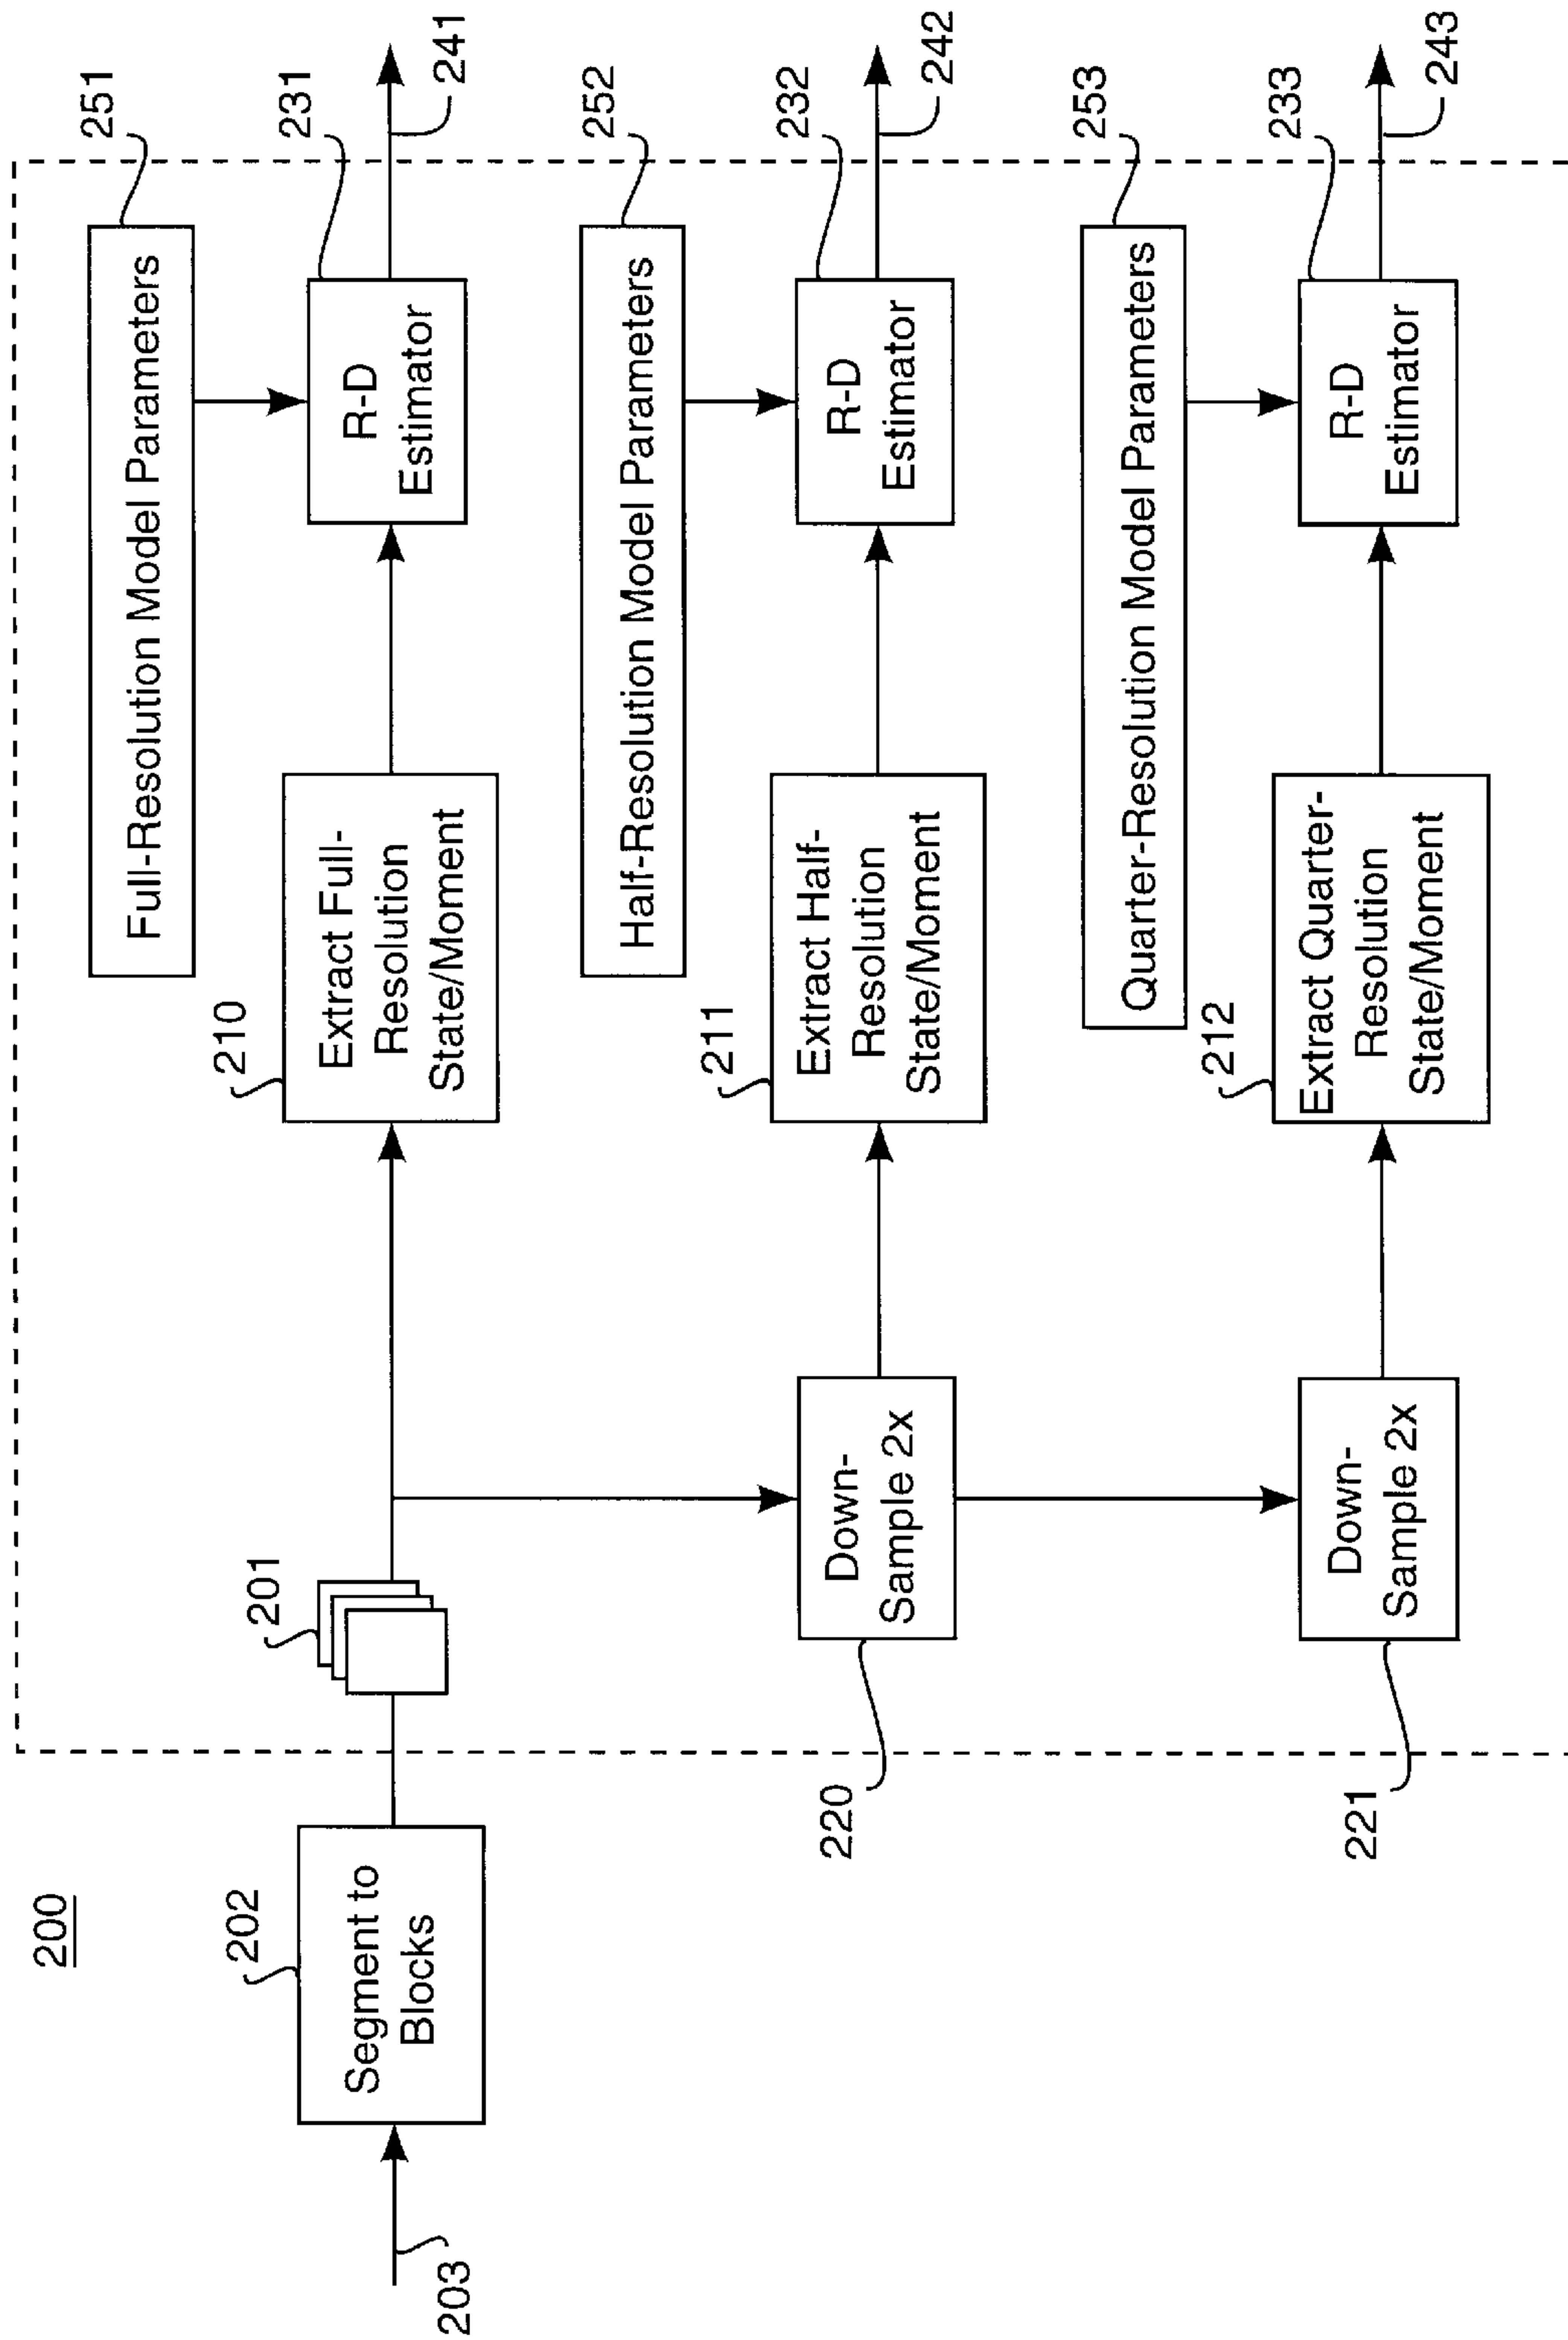 200
203
202
Segment to
Blocks
201
210
Extract Full-
Resolution
State/Moment
Full-Resolution Model Parameters
251
R-D
Estimator
231
241
220
Down-
Sample 2x
211
Extract Half-
Resolution
State/Moment
Half-Resolution Model Parameters
252
R-D
Estimator
232
242
221
Down-
Sample 2x
212
Extract Quarter-
Resolution
State/Moment
Quarter-Resolution Model Parameters
253
R-D
Estimator
233
243